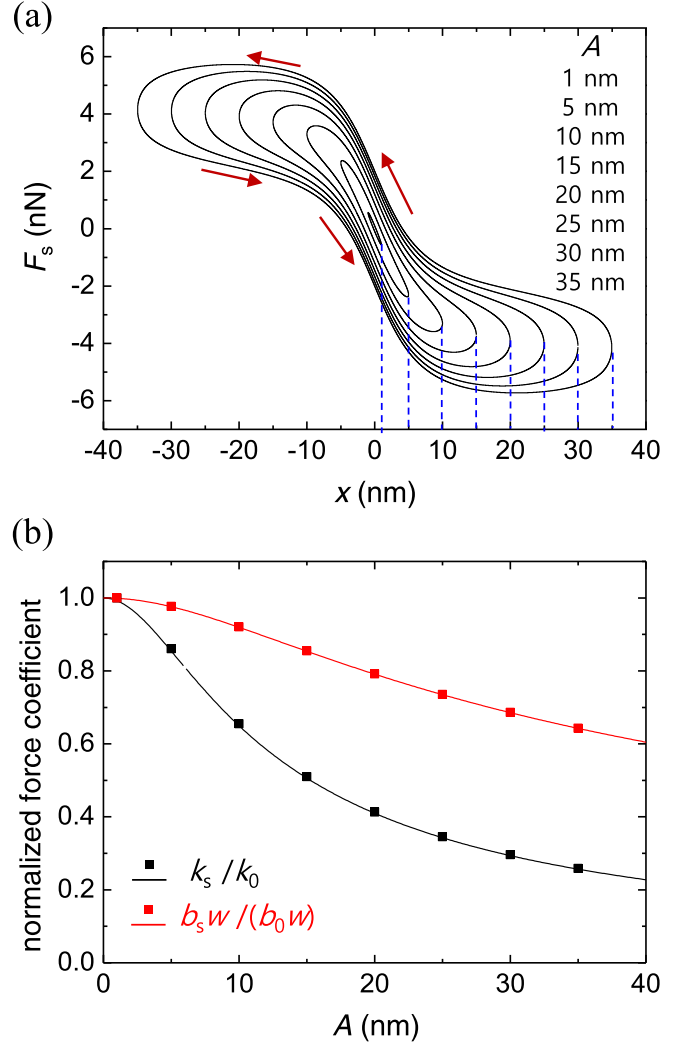 (a)
A
1 nm
5 nm
10 nm
15 nm
20 nm
25 nm
30 nm
35 nm
6
4
2
0
-2
-4
-6
Fs (nN)
-40 -30 -20 -10 0 10 20 30 40
x (nm)
(b)
1.0
0.8
0.6
0.4
0.2
0.0
normalized force coefficient
ks /k0
bsw /(b0w)
0 10 20 30 40
A (nm)